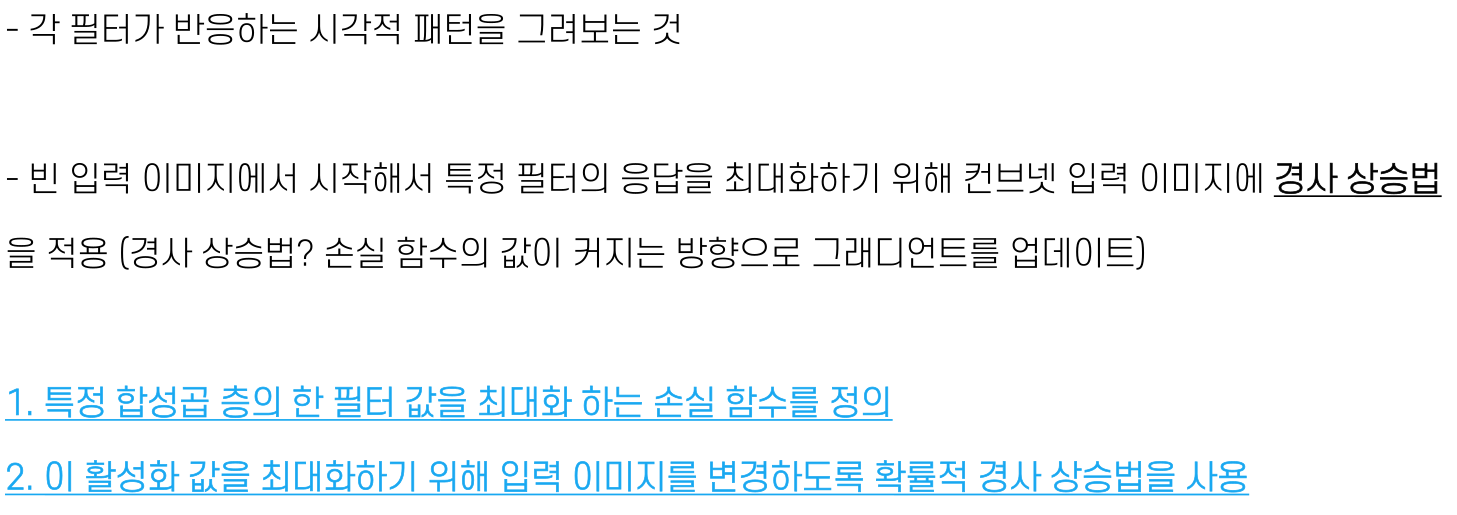 - 각 필터가 반응하는 시각적 패턴을 그려보는 것
- 빈 입력 이미지에서 시작해서 특정 필터의 응답을 최대화하기 위해 컨브넷 입력 이미지에 경사 상승법
을 적용 (경사 상승법? 손실 함수의 값이 커지는 방향으로 그래디언트를 업데이트)
1. 특정 합성곱 층의 한 필터 값을 최대화 하는 손실 함수를 정의
2. 이 활성화 값을 최대화하기 위해 입력 이미지를 변경하도록 확률적 경사 상승법을 사용